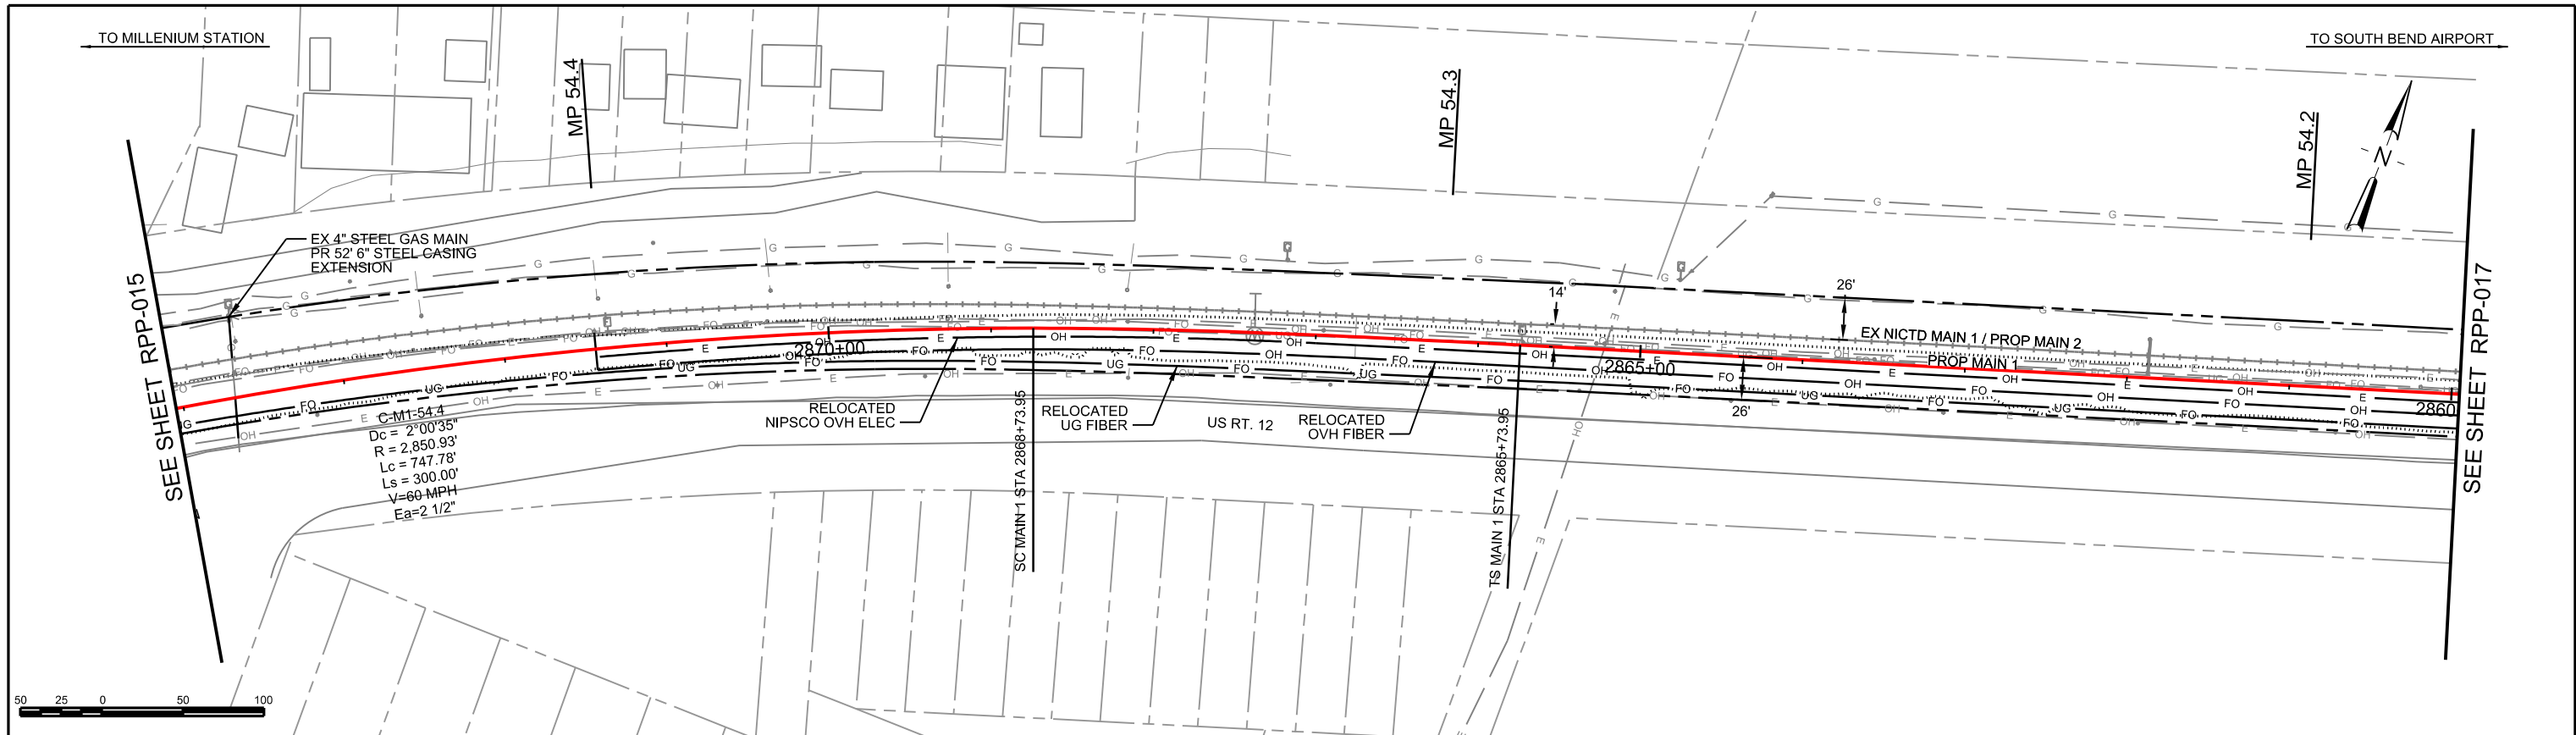 TO MILLENIUM STATION
TO SOUTH BEND AIRPORT
MP 54.4
MP 54.3
MP 54.2
N
SEE SHEET RPP-015
SEE SHEET RPP-017
EX 4" STEEL GAS MAIN
PR 52' 6" STEEL CASING
EXTENSION
14'
26'
EX NICTD MAIN 1 / PROP MAIN 2
PROP MAIN 1
2870+00
2865+00
2860
26'
C-M1-54.4
Dc = 2°00'35"
R = 2,850.93'
Lc = 747.78'
Ls = 300.00'
V=60 MPH
Ea=2 1/2"
RELOCATED
NIPSCO OVH ELEC
RELOCATED
UG FIBER
US RT. 12
RELOCATED
OVH FIBER
SC MAIN 1 STA 2868+73.95
TS MAIN 1 STA 2865+73.95
50 25 0 50 100